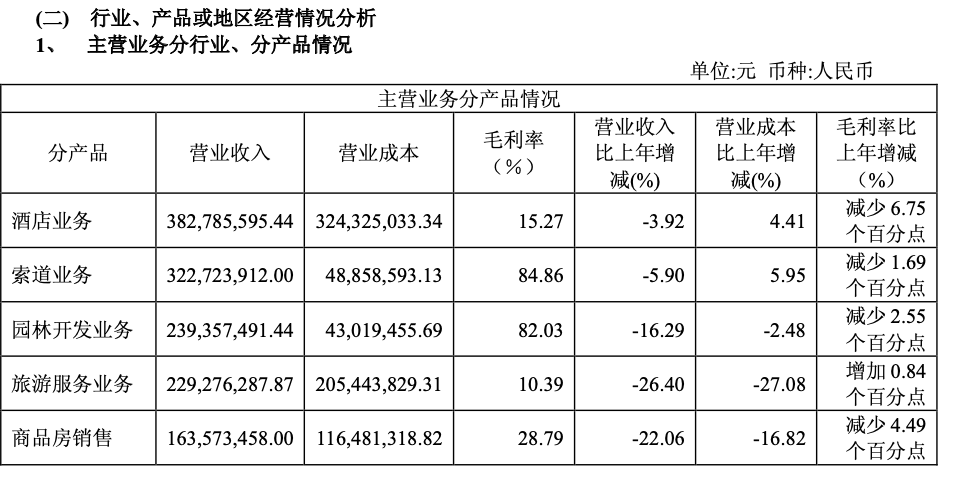 (二) 行业、产品或地区经营情况分析
1、 主营业务分行业、分产品情况
单位:元 币种:人民币
主营业务分产品情况
分产品 营业收入 营业成本 毛利率（%） 营业收入比上年增减(%) 营业成本比上年增减(%) 毛利率比上年增减（%）
酒店业务 382,785,595.44 324,325,033.34 15.27 -3.92 4.41 减少 6.75 个百分点
索道业务 322,723,912.00 48,858,593.13 84.86 -5.90 5.95 减少 1.69 个百分点
园林开发业务 239,357,491.44 43,019,455.69 82.03 -16.29 -2.48 减少 2.55 个百分点
旅游服务业务 229,276,287.87 205,443,829.31 10.39 -26.40 -27.08 增加 0.84 个百分点
商品房销售 163,573,458.00 116,481,318.82 28.79 -22.06 -16.82 减少 4.49 个百分点